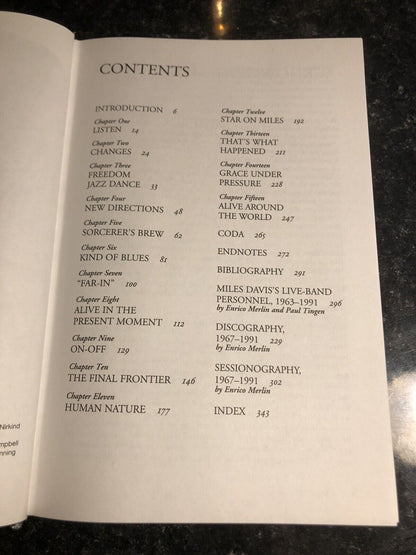 CONTENTS
INTRODUCTION 6
Chapter One
LISTEN 14
Chapter Two
CHANGES 24
Chapter Three
FREEDOM
JAZZ DANCE 33
Chapter Four
NEW DIRECTIONS 48
Chapter Five
SORCERER'S BREW 62
Chapter Six
KIND OF BLUES 81
Chapter Seven
"FAR-IN" 100
Chapter Eight
ALIVE IN THE
PRESENT MOMENT 112
Chapter Nine
ON-OFF 129
Chapter Ten
THE FINAL FRONTIER 146
Chapter Eleven
HUMAN NATURE 177
Chapter Twelve
STAR ON MILES 192
Chapter Thirteen
THAT'S WHAT
HAPPENED 211
Chapter Fourteen
GRACE UNDER
PRESSURE 228
Chapter Fifteen
ALIVE AROUND
THE WORLD 247
CODA 265
ENDNOTES 272
BIBLIOGRAPHY 291
MILES DAVIS'S LIVE-BAND
PERSONNEL, 1963–1991 296
by Enrico Merlin and Paul Tingen
DISCOGRAPHY,
1967–1991 229
by Enrico Merlin
SESSIONOGRAPHY,
1967–1991 302
by Enrico Merlin
INDEX 343
Nirkind
mpbell
nning